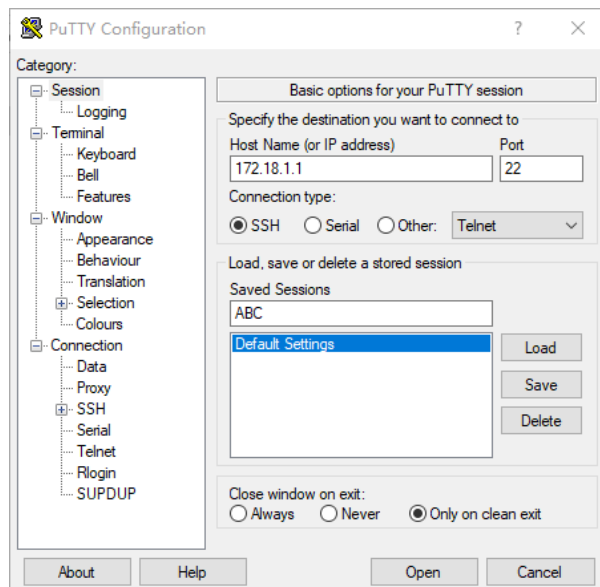 PuTTY Configuration
?
Category:
Session
Logging
Terminal
Keyboard
Bell
Features
Window
Appearance
Behaviour
Translation
Selection
Colours
Connection
Data
Proxy
SSH
Serial
Telnet
Rlogin
SUPDUP
Basic options for your PuTTY session
Specify the destination you want to connect to
Host Name (or IP address) Port
172.18.1.1 22
Connection type:
SSH Serial Other: Telnet
Load, save or delete a stored session
Saved Sessions
ABC
Default Settings
Load
Save
Delete
Close window on exit:
Always Never Only on clean exit
About Help Open Cancel